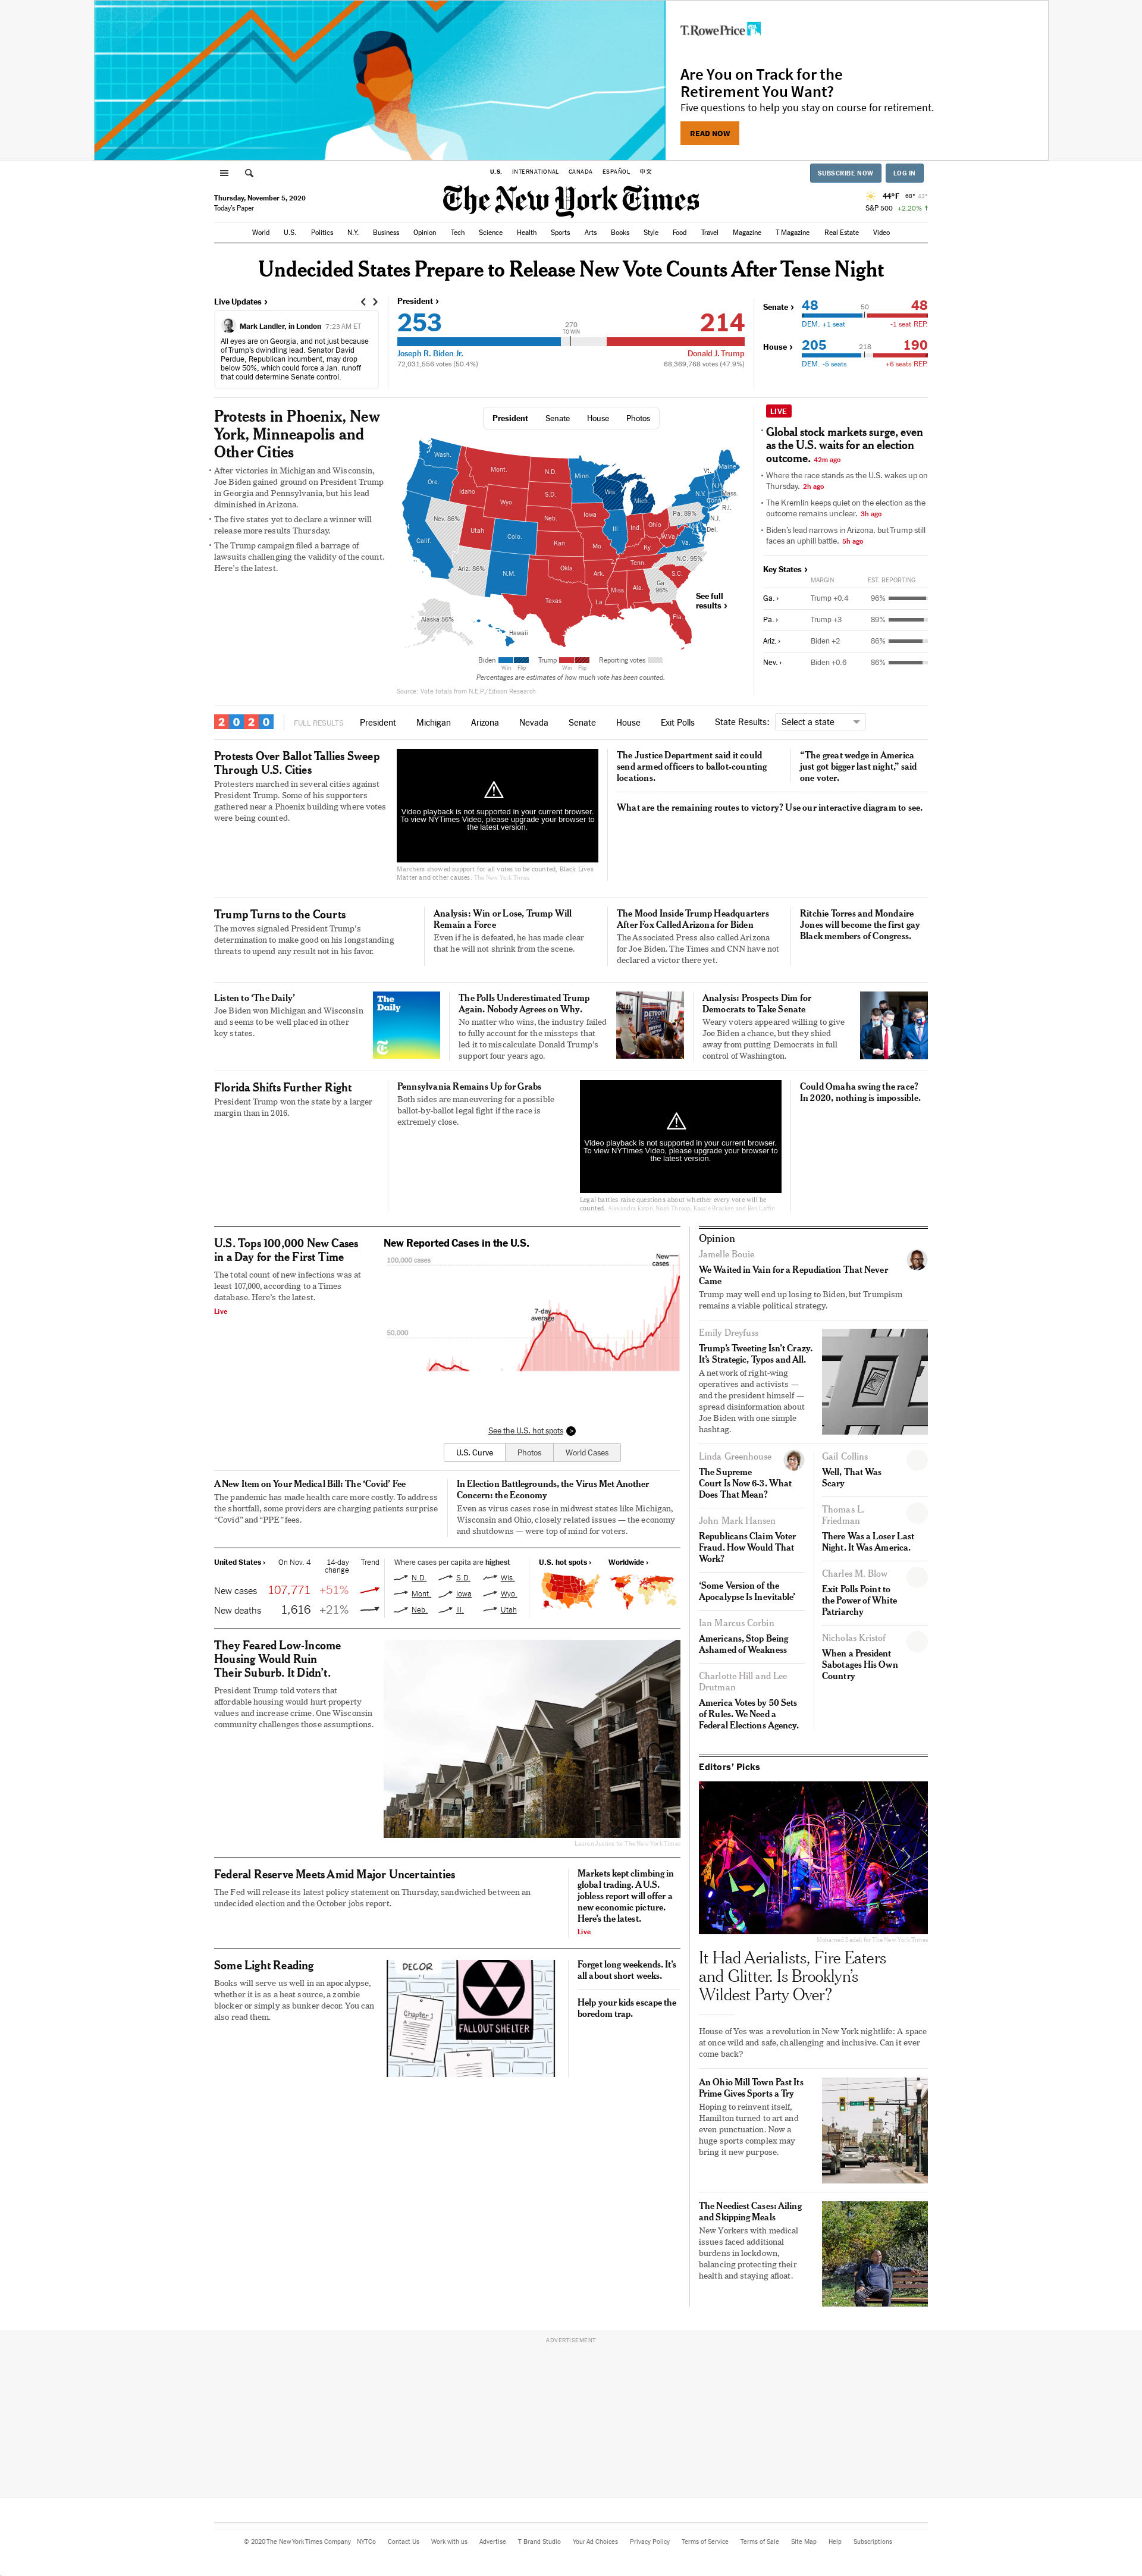 T.RowePrice
Are You on Track for the
Retirement You Want?
Five questions to help you stay on course for retirement.
READ NOW
U.S. INTERNATIONAL CANADA ESPAÑOL 中文
SUBSCRIBE NOW LOG IN
Thursday, November 5, 2020
Today's Paper
The New York Times
44°F 68° 43°
S&P 500 +2.20%
World U.S. Politics N.Y. Business Opinion Tech Science Health Sports Arts Books Style Food Travel Magazine T Magazine Real Estate Video
Undecided States Prepare to Release New Vote Counts After Tense Night
Live Updates
Mark Landler, in London 7:23 AM ET
All eyes are on Georgia, and not just because
of Trump's dwindling lead. Senator David
Perdue, Republican incumbent, may drop
below 50%, which could force a Jan. runoff
that could determine Senate control.
President
253
270
TO WIN
214
Joseph R. Biden Jr.
Donald J. Trump
72,031,556 votes (50.4%)
68,369,768 votes (47.9%)
Senate
48 50 48
DEM. +1 seat -1 seat REP.
House
205 218 190
DEM. -5 seats +6 seats REP.
Protests in Phoenix, New
York, Minneapolis and
Other Cities
• After victories in Michigan and Wisconsin,
Joe Biden gained ground on President Trump
in Georgia and Pennsylvania, but his lead
diminished in Arizona.
• The five states yet to declare a winner will
release more results Thursday.
• The Trump campaign filed a barrage of
lawsuits challenging the validity of the count.
Here's the latest.
President Senate House Photos
Wash.
Mont.
N.D.
Minn.
Vt.
Maine
Ore.
Idaho
S.D.
Wis.
Mich.
N.Y.
N.H.
Mass.
Conn.
R.I.
Wyo.
Nev. 86%
Neb.
Iowa
Pa. 89%
N.J.
Utah
Colo.
Ill.
Ind.
Ohio
Del.
Calif.
Kan.
Mo.
Ky.
W.Va.
Va.
Ariz. 86%
N.M.
Okla.
Ark.
Tenn.
N.C. 95%
S.C.
Texas
La.
Miss.
Ala.
Ga.
96%
Fla.
Alaska 56%
Hawaii
See full
results
Biden Trump Reporting votes
Win Flip Win Flip
Percentages are estimates of how much vote has been counted.
Source: Vote totals from N.E.P./Edison Research
LIVE
• Global stock markets surge, even
as the U.S. waits for an election
outcome. 42m ago
• Where the race stands as the U.S. wakes up on
Thursday. 2h ago
• The Kremlin keeps quiet on the election as the
outcome remains unclear. 3h ago
• Biden's lead narrows in Arizona, but Trump still
faces an uphill battle. 5h ago
Key States
MARGIN EST. REPORTING
Ga. Trump +0.4 96%
Pa. Trump +3 89%
Ariz. Biden +2 86%
Nev. Biden +0.6 86%
2020
FULL RESULTS President Michigan Arizona Nevada Senate House Exit Polls State Results: Select a state
Protests Over Ballot Tallies Sweep
Through U.S. Cities
Protesters marched in several cities against
President Trump. Some of his supporters
gathered near a Phoenix building where votes
were being counted.
Video playback is not supported in your current browser.
To view NYTimes Video, please upgrade your browser to
the latest version.
Marchers showed support for all votes to be counted, Black Lives
Matter and other causes. The New York Times
The Justice Department said it could
send armed officers to ballot-counting
locations.
“The great wedge in America
just got bigger last night,” said
one voter.
What are the remaining routes to victory? Use our interactive diagram to see.
Trump Turns to the Courts
The moves signaled President Trump's
determination to make good on his longstanding
threats to upend any result not in his favor.
Analysis: Win or Lose, Trump Will
Remain a Force
Even if he is defeated, he has made clear
that he will not shrink from the scene.
The Mood Inside Trump Headquarters
After Fox Called Arizona for Biden
The Associated Press also called Arizona
for Joe Biden. The Times and CNN have not
declared a victor there yet.
Ritchie Torres and Mondaire
Jones will become the first gay
Black members of Congress.
Listen to ‘The Daily’
Joe Biden won Michigan and Wisconsin
and seems to be well placed in other
key states.
The
Daily
The Polls Underestimated Trump
Again. Nobody Agrees on Why.
No matter who wins, the industry failed
to fully account for the missteps that
led it to miscalculate Donald Trump's
support four years ago.
DETROIT
Analysis: Prospects Dim for
Democrats to Take Senate
Weary voters appeared willing to give
Joe Biden a chance, but they shied
away from putting Democrats in full
control of Washington.
Florida Shifts Further Right
President Trump won the state by a larger
margin than in 2016.
Pennsylvania Remains Up for Grabs
Both sides are maneuvering for a possible
ballot-by-ballot legal fight if the race is
extremely close.
Video playback is not supported in your current browser.
To view NYTimes Video, please upgrade your browser to
the latest version.
Legal battles raise questions about whether every vote will be
counted. Alexandra Eaton, Noah Throop, Kassie Bracken and Ben Laffin
Could Omaha swing the race?
In 2020, nothing is impossible.
U.S. Tops 100,000 New Cases
in a Day for the First Time
The total count of new infections was at
least 107,000, according to a Times
database. Here's the latest.
Live
New Reported Cases in the U.S.
100,000 cases
New
cases
7-day
average
50,000
See the U.S. hot spots
U.S. Curve Photos World Cases
A New Item on Your Medical Bill: The ‘Covid’ Fee
The pandemic has made health care more costly. To address
the shortfall, some providers are charging patients surprise
“Covid” and “PPE” fees.
In Election Battlegrounds, the Virus Met Another
Concern: the Economy
Even as virus cases rose in midwest states like Michigan,
Wisconsin and Ohio, closely related issues — the economy
and shutdowns — were top of mind for voters.
United States On Nov. 4 14-day
change Trend
New cases 107,771 +51%
New deaths 1,616 +21%
Where cases per capita are highest
N.D. S.D. Wis.
Mont. Iowa Wyo.
Neb. Ill. Utah
U.S. hot spots Worldwide
They Feared Low-Income
Housing Would Ruin
Their Suburb. It Didn't.
President Trump told voters that
affordable housing would hurt property
values and increase crime. One Wisconsin
community challenges those assumptions.
Lauren Justice for The New York Times
Federal Reserve Meets Amid Major Uncertainties
The Fed will release its latest policy statement on Thursday, sandwiched between an
undecided election and the October jobs report.
Markets kept climbing in
global trading. A U.S.
jobless report will offer a
new economic picture.
Here's the latest.
Live
Some Light Reading
Books will serve us well in an apocalypse,
whether it is as a heat source, a zombie
blocker or simply as bunker decor. You can
also read them.
DECOR
Chapter 1
FALLOUT SHELTER
Forget long weekends. It's
all about short weeks.
Help your kids escape the
boredom trap.
Opinion
Jamelle Bouie
We Waited in Vain for a Repudiation That Never
Came
Trump may well end up losing to Biden, but Trumpism
remains a viable political strategy.
Emily Dreyfuss
Trump's Tweeting Isn't Crazy.
It's Strategic, Typos and All.
A network of right-wing
operatives and activists —
and the president himself —
spread disinformation about
Joe Biden with one simple
hashtag.
Linda Greenhouse
The Supreme
Court Is Now 6-3. What
Does That Mean?
John Mark Hansen
Republicans Claim Voter
Fraud. How Would That
Work?
‘Some Version of the
Apocalypse Is Inevitable’
Ian Marcus Corbin
Americans, Stop Being
Ashamed of Weakness
Charlotte Hill and Lee
Drutman
America Votes by 50 Sets
of Rules. We Need a
Federal Elections Agency.
Gail Collins
Well, That Was
Scary
Thomas L.
Friedman
There Was a Loser Last
Night. It Was America.
Charles M. Blow
Exit Polls Point to
the Power of White
Patriarchy
Nicholas Kristof
When a President
Sabotages His Own
Country
Editors’ Picks
Mohamed Sadek for The New York Times
It Had Aerialists, Fire Eaters
and Glitter. Is Brooklyn's
Wildest Party Over?
House of Yes was a revolution in New York nightlife: A space
at once wild and safe, challenging and inclusive. Can it ever
come back?
An Ohio Mill Town Past Its
Prime Gives Sports a Try
Hoping to reinvent itself,
Hamilton turned to art and
even punctuation. Now a
huge sports complex may
bring it new purpose.
The Neediest Cases: Ailing
and Skipping Meals
New Yorkers with medical
issues faced additional
burdens in lockdown,
balancing protecting their
health and staying afloat.
ADVERTISEMENT
© 2020 The New York Times Company NYTCo Contact Us Work with us Advertise T Brand Studio Your Ad Choices Privacy Policy Terms of Service Terms of Sale Site Map Help Subscriptions